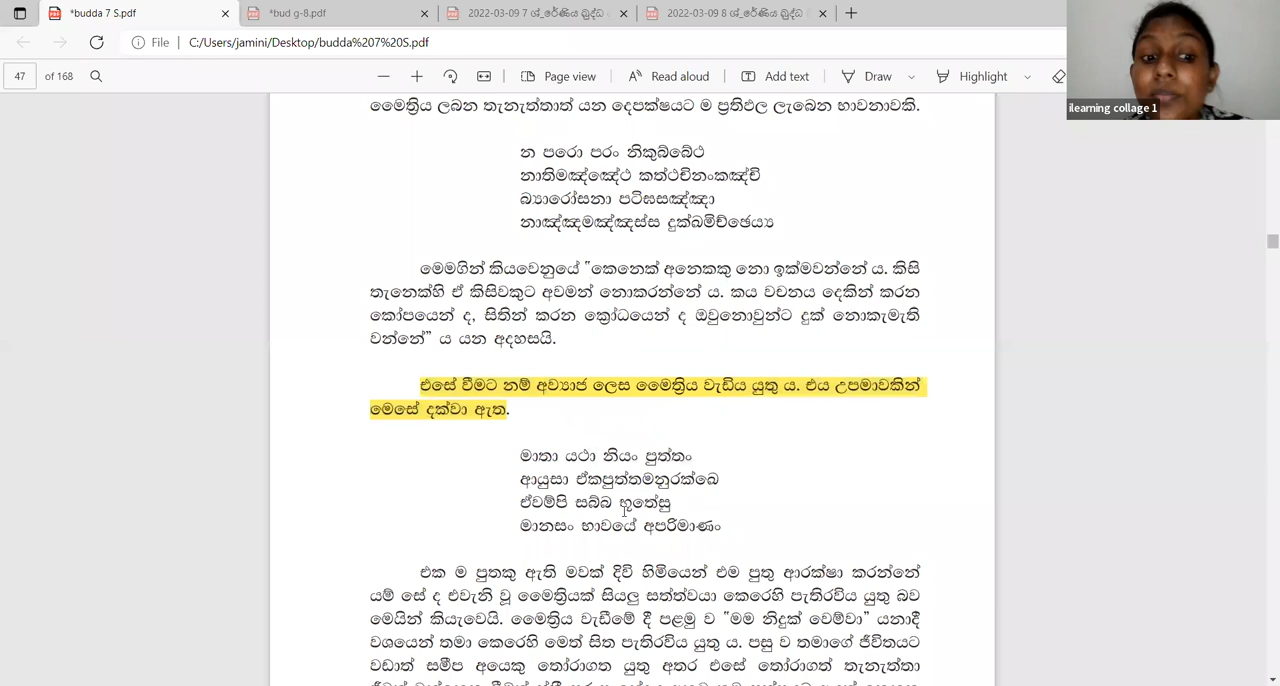 *budda 7 S.pdf
*bud g-8.pdf
2022-03-09 7 ශ්‍රේණිය බුද්ධ
2022-03-09 8 ශ්‍රේණිය බුද්ධ
File | C:/Users/jamini/Desktop/budda%207%20S.pdf
47 of 168 Page view Read aloud Add text Draw Highlight
ilearning collage 1
මෛත්‍රිය ලබන තැනැත්තාත් යන දෙපක්ෂයට ම ප්‍රතිඵල ලැබෙන භාවනාවකි.
න පරො පරං නිකුබ්බේථ
නාතිමඤ්ඤේථ කත්ථචිනංකඤ්චි
බ්‍යාරෝසනා පටිඝසඤ්ඤා
නාඤ්ඤමඤ්ඤස්ස දුක්ඛමිච්ඡෙය්‍ය
මෙමගින් කියවෙනුයේ "කෙනෙක් අනෙකකු නො ඉක්මවන්නේ ය. කිසි
තැනෙක්හි ඒ කිසිවකුට අවමන් නොකරන්නේ ය. කය වචනය දෙකින් කරන
කෝපයෙන් ද, සිතින් කරන ක්‍රෝධයෙන් ද ඔවුනොවුන්ට දුක් නොකැමැති
වන්නේ" ය යන අදහසයි.
එසේ වීමට නම් අව්‍යාජ ලෙස මෛත්‍රිය වැඩිය යුතු ය. එය උපමාවකින්
මෙසේ දක්වා ඇත.
මාතා යථා නියං පුත්තං
ආයුසා ඒකපුත්තමනුරක්ඛෙ
ඒවම්පි සබ්බ භූතේසු
මානසං භාවයේ අපරිමාණං
එක ම පුතකු ඇති මවක් දිවි හිමියෙන් එම පුතු ආරක්ෂා කරන්නේ
යම් සේ ද එවැනි වූ මෛත්‍රියක් සියලු සත්ත්වයා කෙරෙහි පැතිරවිය යුතු බව
මෙයින් කියැවෙයි. මෛත්‍රිය වැඩීමේ දී පළමු ව "මම නිදුක් වෙම්වා" යනාදී
වශයෙන් තමා කෙරෙහි මෙත් සිත පැතිරවිය යුතු ය. පසු ව තමාගේ ජීවිතයට
වඩාත් සමීප අයෙකු තෝරාගත යුතු අතර එසේ තෝරාගත් තැනැත්තා